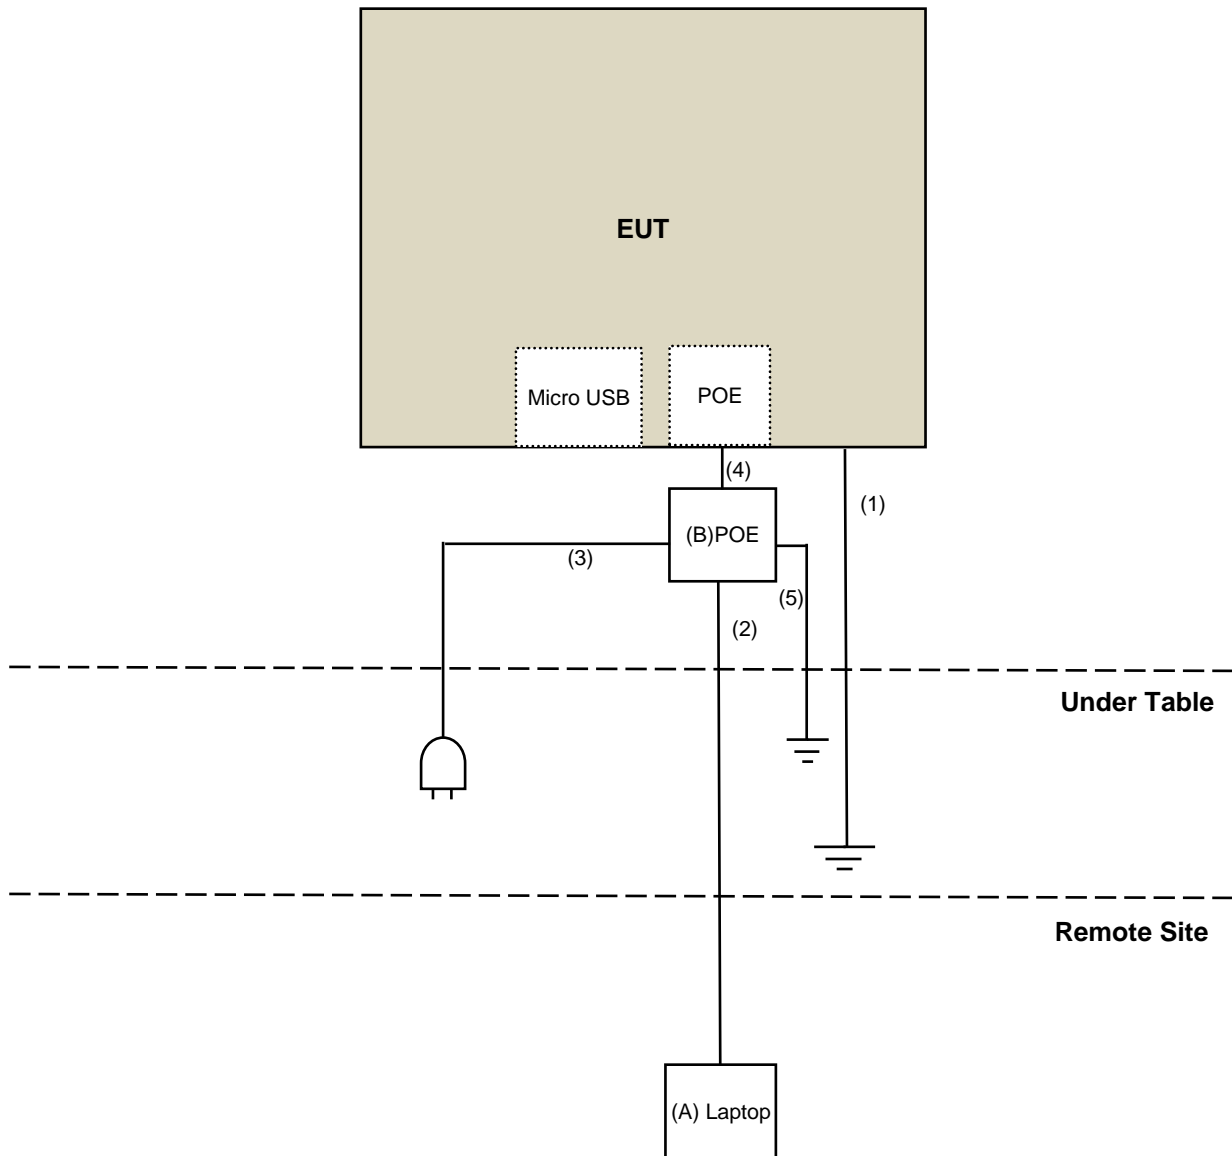 EUT
Micro USB
POE
(4)
(1)
(B)POE
(3)
(5)
(2)
Under Table
Remote Site
(A) Laptop